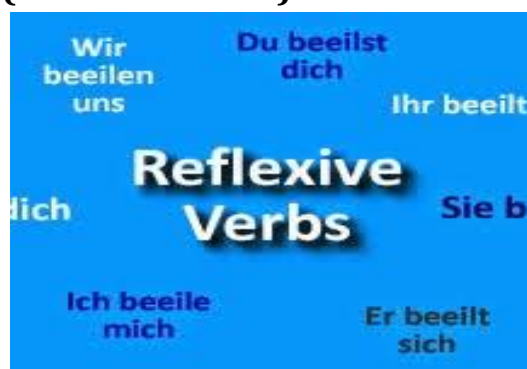 Wir
beeilen
uns
Du beeilst
dich
Ihr beeilt
Reflexive
Verbs
dich
Sie b
Ich beeile
mich
Er beeilt
sich